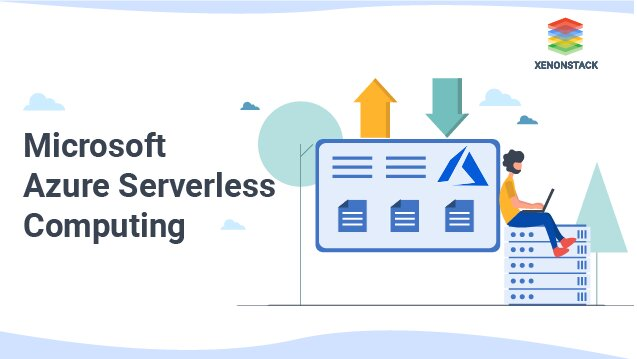 XENONSTACK
Microsoft
Azure Serverless
Computing